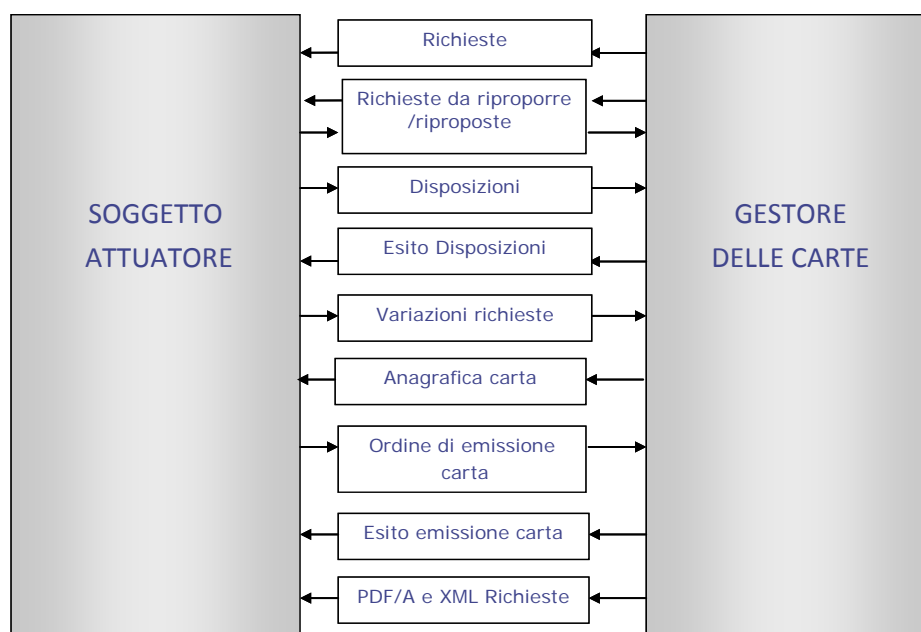 Richieste
Richieste da riproporre
/riproposte
Disposizioni
SOGGETTO
ATTUATORE
GESTORE
DELLE CARTE
Esito Disposizioni
Variazioni richieste
Anagrafica carta
Ordine di emissione
carta
Esito emissione carta
PDF/A e XML Richieste